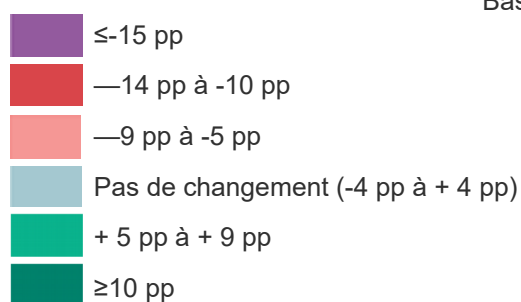 Bas
≤-15 pp
—14 pp à -10 pp
—9 pp à -5 pp
Pas de changement (-4 pp à + 4 pp)
+ 5 pp à + 9 pp
≥10 pp